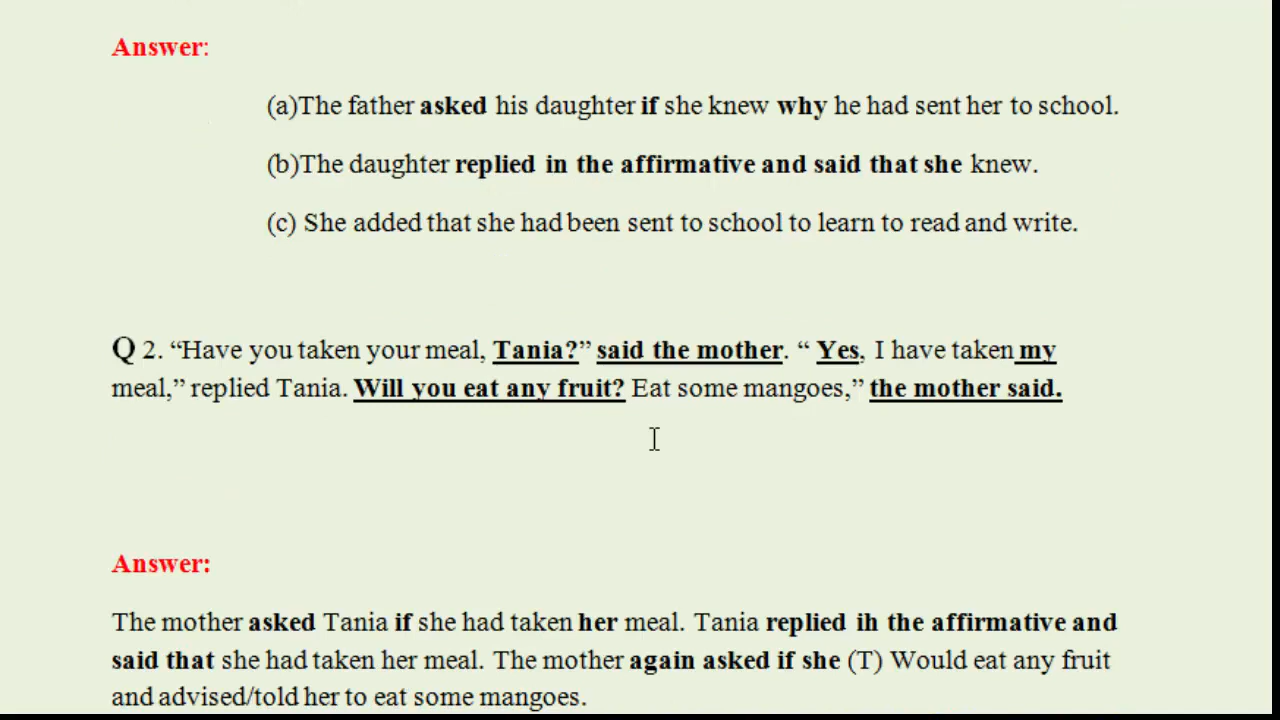 Answer:
(a)The father asked his daughter if she knew why he had sent her to school.
(b)The daughter replied in the affirmative and said that she knew.
(c) She added that she had been sent to school to learn to read and write.
Q 2. “Have you taken your meal, Tania?” said the mother. “ Yes, I have taken my
meal,” replied Tania. Will you eat any fruit? Eat some mangoes,” the mother said.
Answer:
The mother asked Tania if she had taken her meal. Tania replied ih the affirmative and
said that she had taken her meal. The mother again asked if she (T) Would eat any fruit
and advised/told her to eat some mangoes.